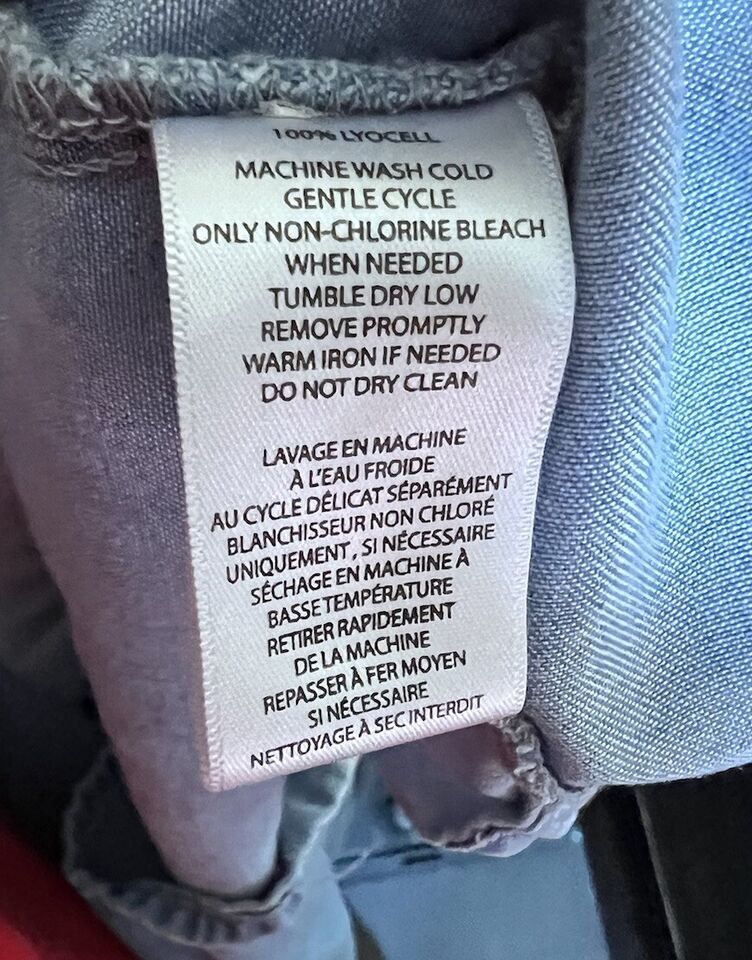 100% LYOCELL
MACHINE WASH COLD
GENTLE CYCLE
ONLY NON-CHLORINE BLEACH
WHEN NEEDED
TUMBLE DRY LOW
REMOVE PROMPTLY
WARM IRON IF NEEDED
DO NOT DRY CLEAN
LAVAGE EN MACHINE
À L'EAU FROIDE
AU CYCLE DÉLICAT SÉPARÉMENT
BLANCHISSEUR NON CHLORÉ
UNIQUEMENT, SI NÉCESSAIRE
SÉCHAGE EN MACHINE À
BASSE TEMPÉRATURE
RETIRER RAPIDEMENT
DE LA MACHINE
REPASSER À FER MOYEN
SI NÉCESSAIRE
NETTOYAGE À SEC INTERDIT